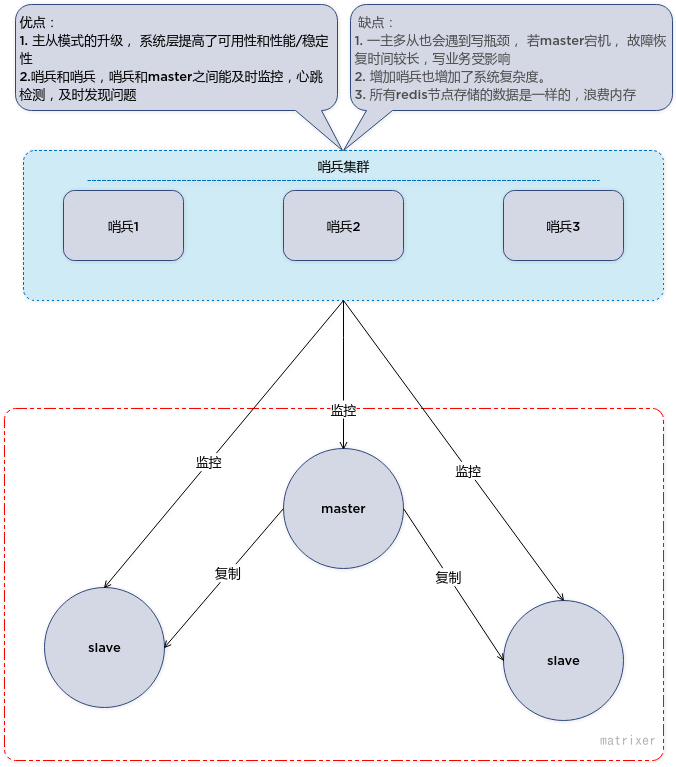 优点：
1. 主从模式的升级， 系统层提高了可用性和性能/稳定
性
2.哨兵和哨兵，哨兵和master之间能及时监控，心跳
检测，及时发现问题
缺点：
1. 一主多从也会遇到写瓶颈， 若master宕机， 故障恢
复时间较长，写业务受影响
2. 增加哨兵也增加了系统复杂度。
3. 所有redis节点存储的数据是一样的，浪费内存
哨兵集群
哨兵1
哨兵2
哨兵3
监控
监控
监控
master
复制
复制
slave
slave
matrixer